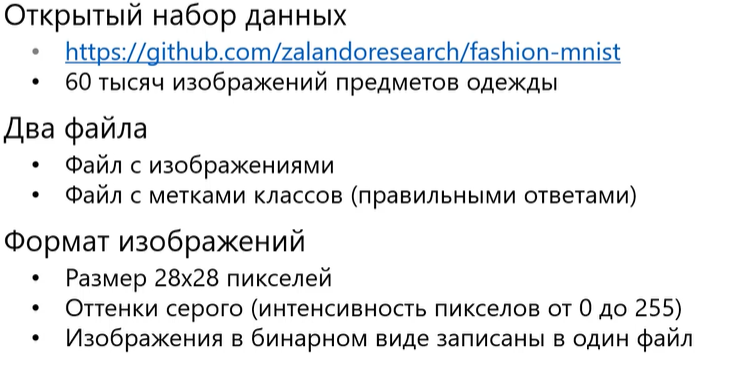 Открытый набор данных
• https://github.com/zalandoresearch/fashion-mnist
• 60 тысяч изображений предметов одежды
Два файла
• Файл с изображениями
• Файл с метками классов (правильными ответами)
Формат изображений
• Размер 28x28 пикселей
• Оттенки серого (интенсивность пикселов от 0 до 255)
• Изображения в бинарном виде записаны в один файл